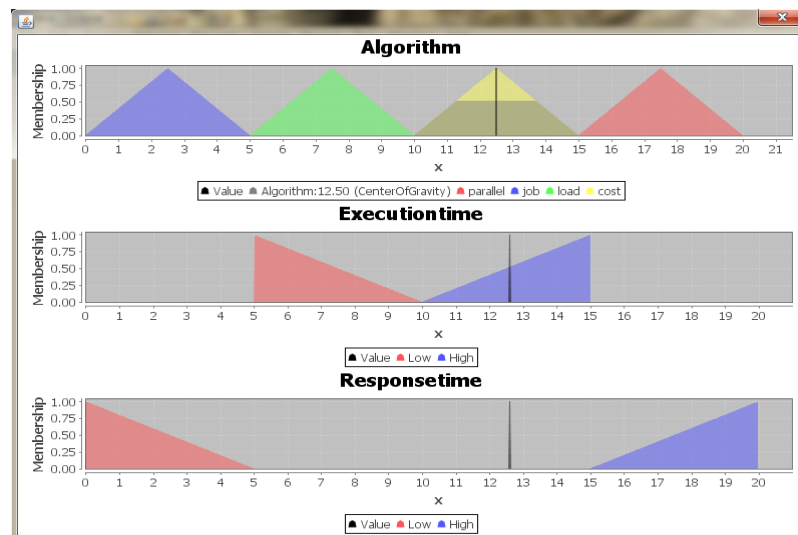 Algorithm
Membership
1.00
0.75
0.50
0.25
0.00
0 1 2 3 4 5 6 7 8 9 10 11 12 13 14 15 16 17 18 19 20 21
x
Value Algorithm:12.50 (CenterOfGravity) parallel job load cost
Executiontime
Membership
1.00
0.75
0.50
0.25
0.00
0 1 2 3 4 5 6 7 8 9 10 11 12 13 14 15 16 17 18 19 20
x
Value Low High
Responsetime
Membership
1.00
0.75
0.50
0.25
0.00
0 1 2 3 4 5 6 7 8 9 10 11 12 13 14 15 16 17 18 19 20
x
Value Low High